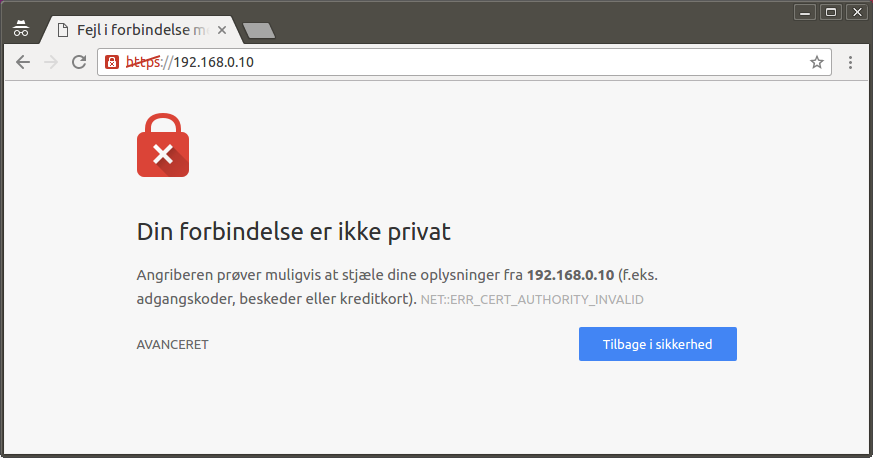 Fejl i forbindelse m
https://192.168.0.10
Din forbindelse er ikke privat
Angriberen prøver muligvis at stjæle dine oplysninger fra 192.168.0.10 (f.eks.
adgangskoder, beskeder eller kreditkort). NET::ERR_CERT_AUTHORITY_INVALID
AVANCERET
Tilbage i sikkerhed